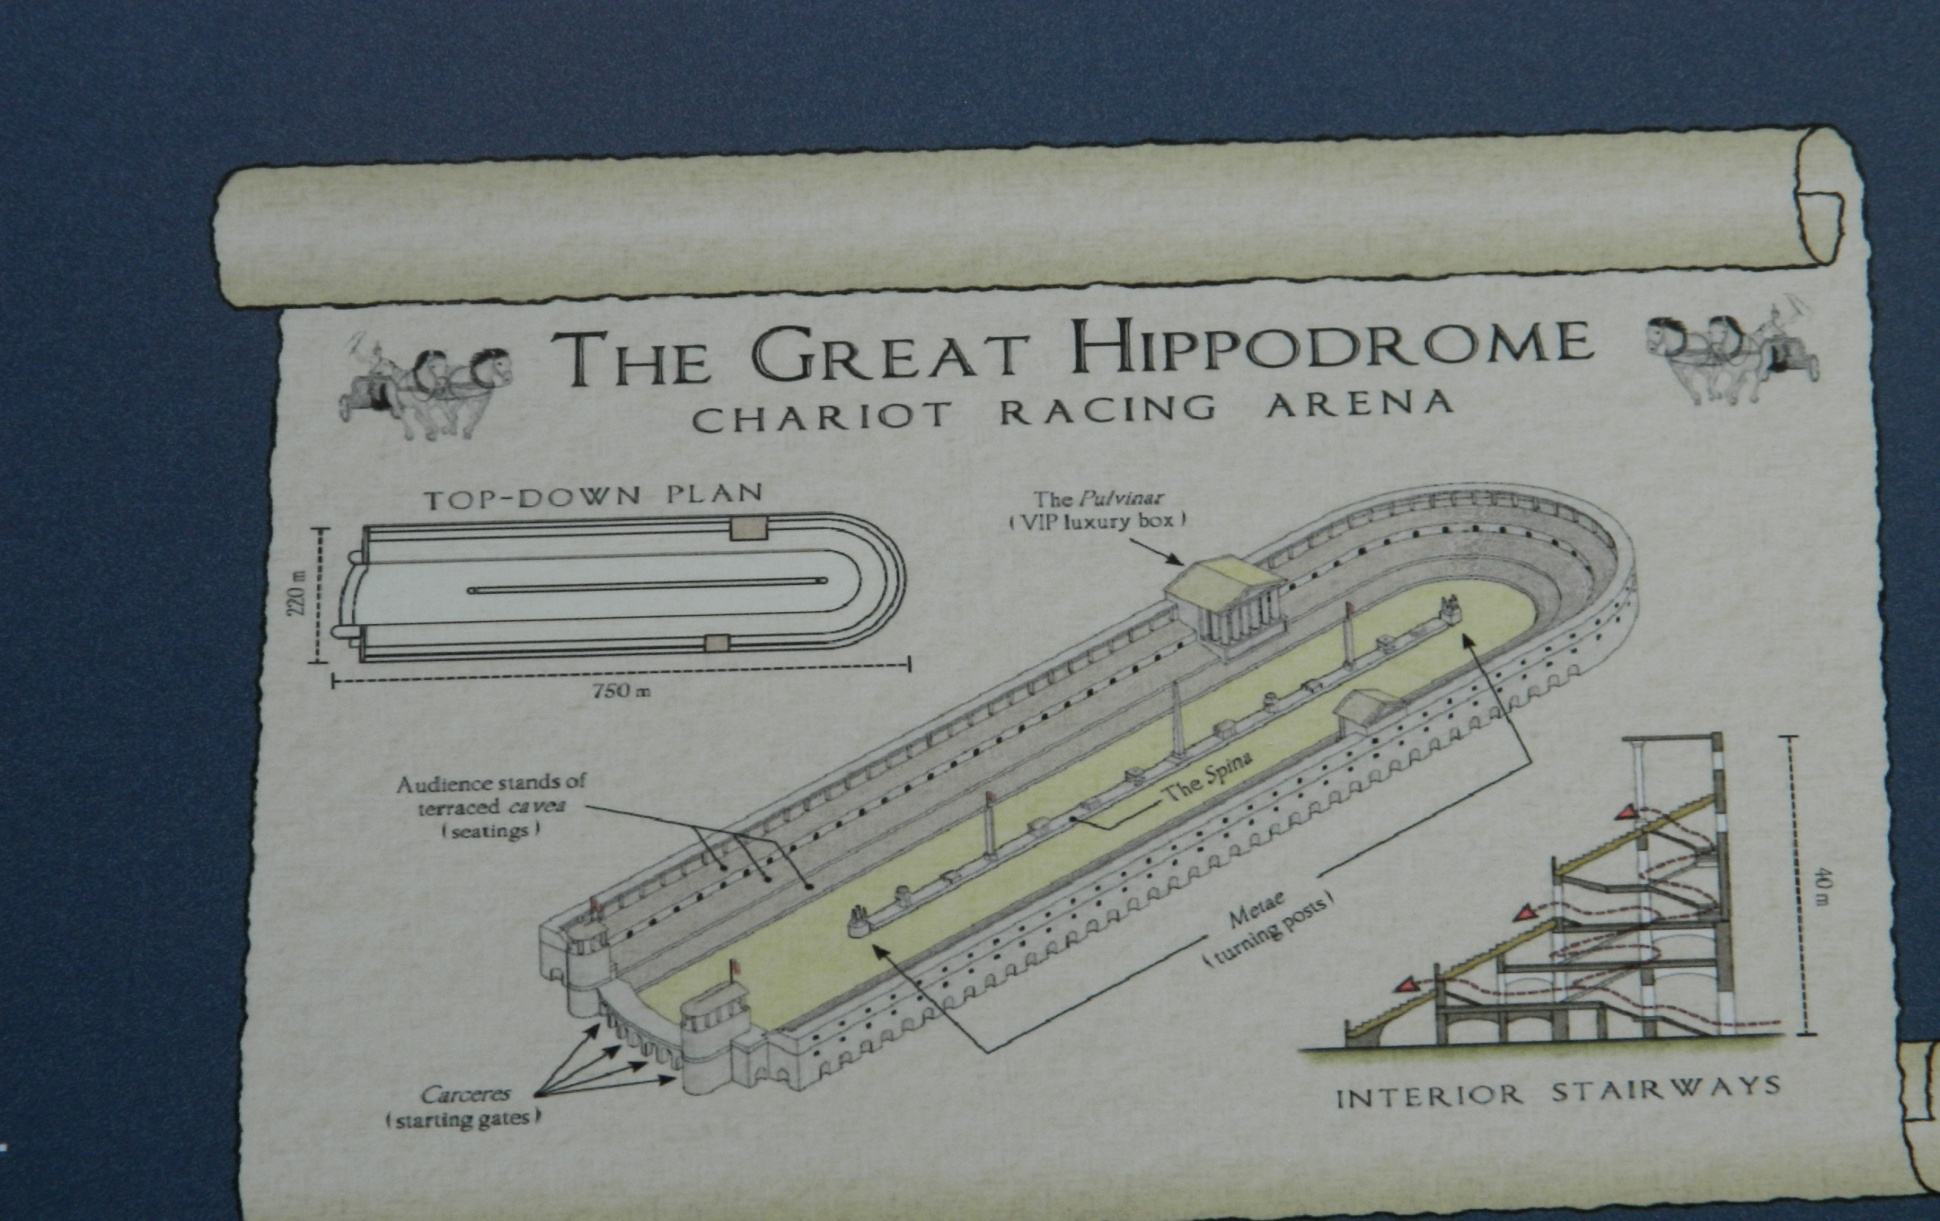 THE GREAT HIPPODROME
CHARIOT RACING ARENA
TOP-DOWN PLAN
220 m
750 m
The Pulvinar
(VIP luxury box)
Audience stands of
terraced cavea
(seatings)
The Spina
Metae
(turning posts)
Carceres
(starting gates)
40 m
INTERIOR STAIRWAYS